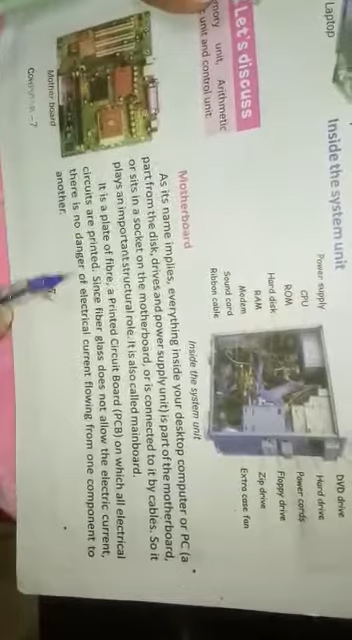 Laptop
Inside the system unit
Let's discuss
mory unit, Arithmetic
c unit and control unit.
Power supply
CPU
ROM
Hard disk
RAM
Modem
Sound card
Ribbon cable
DVD drive
Hard drive
Power cards
Floppy drive
Zip drive
Extra case fan
Inside the system unit
Motherboard
As its name implies, everything inside your desktop computer or PC (a
part from the disk, drives and power supply unit) is part of the motherboard,
or sits in a socket on the motherboard, or is connected to it by cables. So it
plays an important structural role. It is also called mainboard.
It is a plate of fibre, a Printed Circuit Board (PCB) on which all electrical
circuits are printed. Since fiber glass does not allow the electric current,
there is no danger of electrical current flowing from one component to
another.
Mother board
Computer – 7